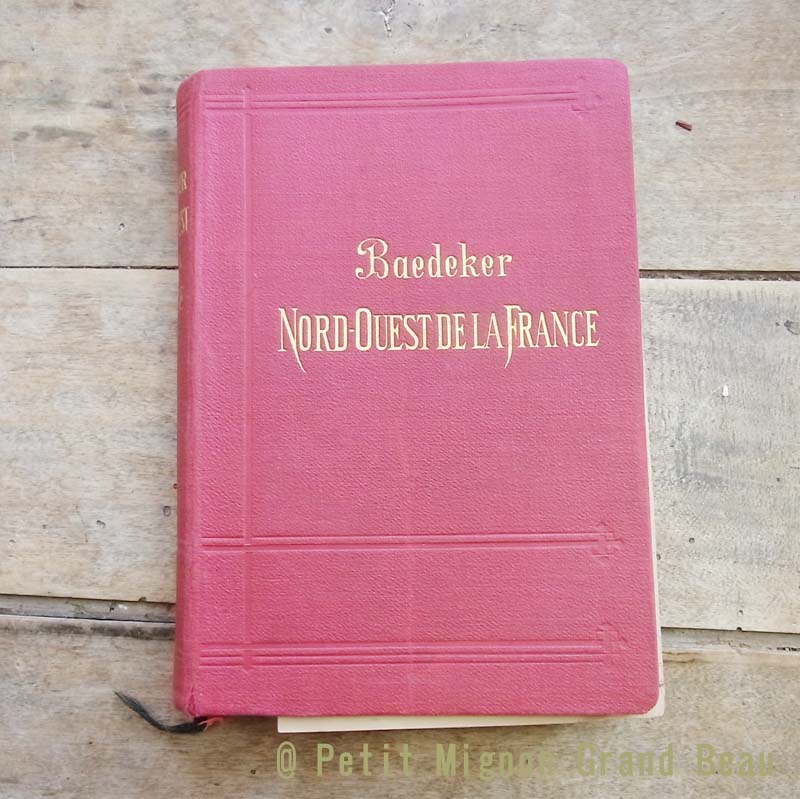 Baedeker
NORD-OUEST DE LA FRANCE
@ Petit Mignon Grand Beau